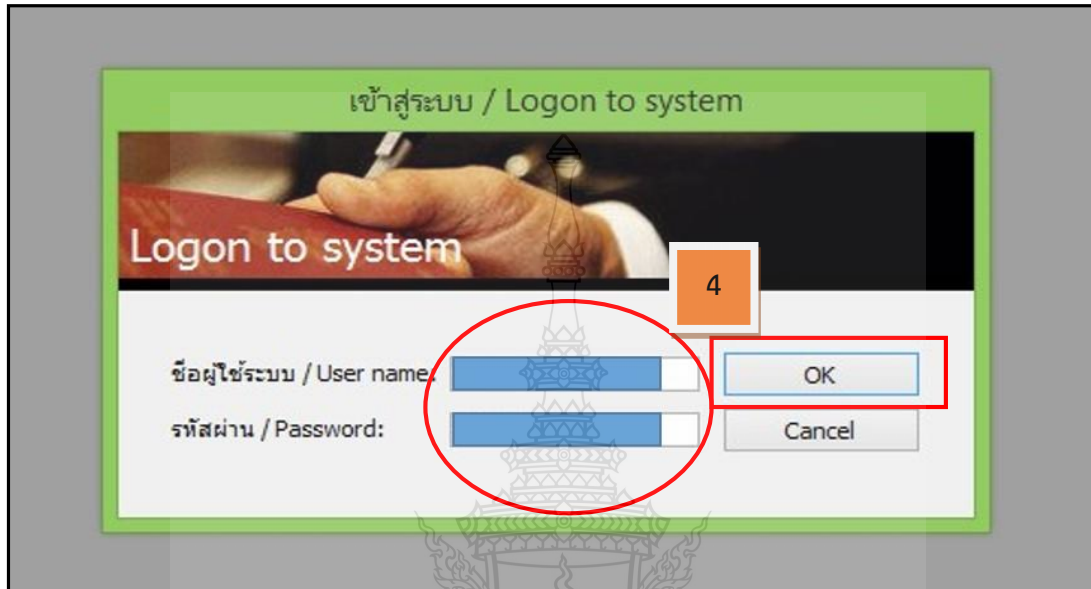 เข้าสู่ระบบ / Logon to system
Logon to system
4
ชื่อผู้ใช้ระบบ / User name:
OK
รหัสผ่าน / Password:
Cancel